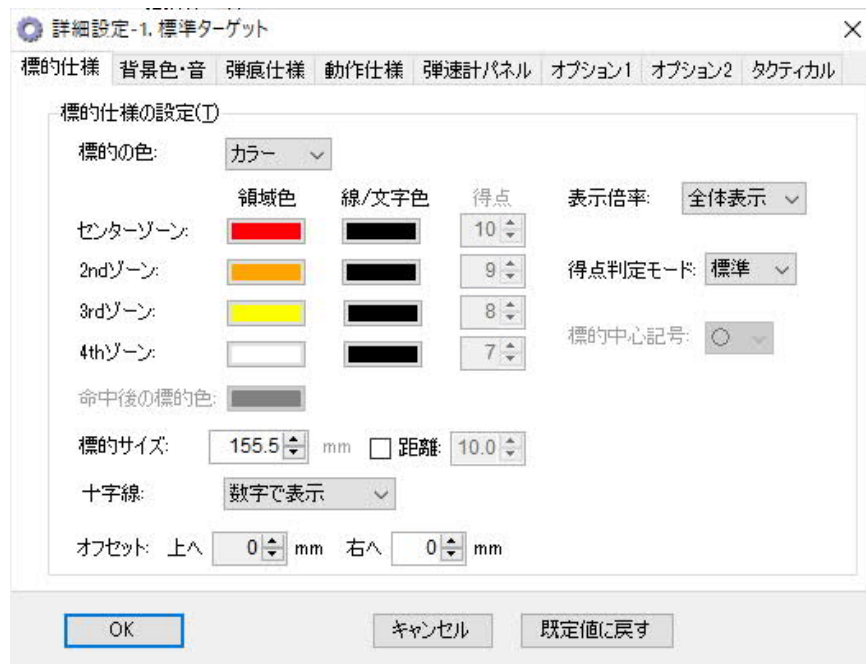 詳細設定-1. 標準ターゲット
標的仕様 背景色・音 弾痕仕様 動作仕様 弾速計パネル オプション1 オプション2 タクティカル
標的仕様の設定(T)
標的の色: カラー
領域色 線/文字色 得点 表示倍率: 全体表示
センターゾーン: 10
2ndゾーン: 9 得点判定モード: 標準
3rdゾーン: 8
標的中心記号: ○
4thゾーン: 7
命中後の標的色:
標的サイズ: 155.5 mm 距離: 10.0
十字線: 数字で表示
オフセット: 上へ 0 mm 右へ 0 mm
OK キャンセル 既定値に戻す